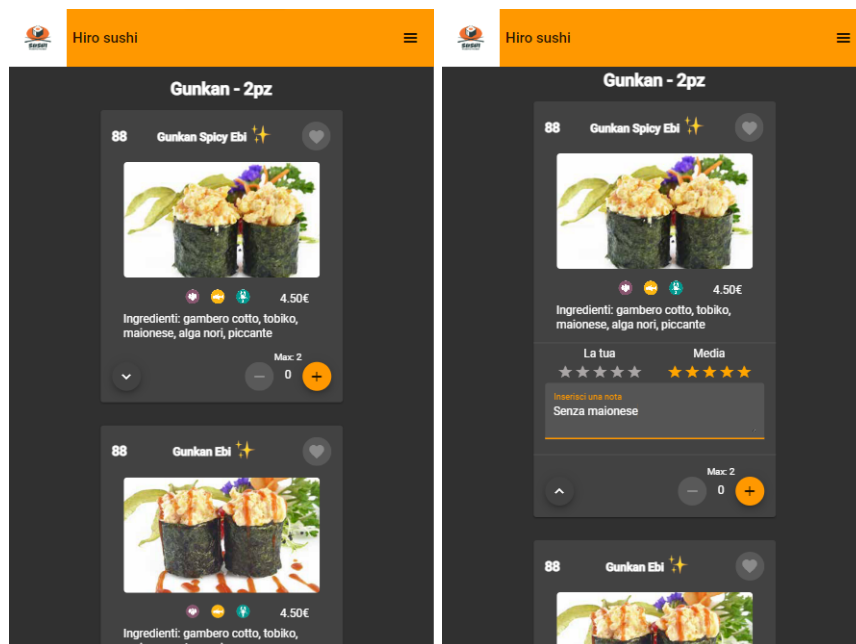 Hiro sushi
Gunkan - 2pz
88 Gunkan Spicy Ebi
4.50€
Ingredienti: gambero cotto, tobiko,
maionese, alga nori, piccante
Max: 2
0
88 Gunkan Ebi
4.50€
Ingredienti: gambero cotto, tobiko,
Hiro sushi
Gunkan - 2pz
88 Gunkan Spicy Ebi
4.50€
Ingredienti: gambero cotto, tobiko,
maionese, alga nori, piccante
La tua Media
Inserisci una nota
Senza maionese
Max: 2
0
88 Gunkan Ebi